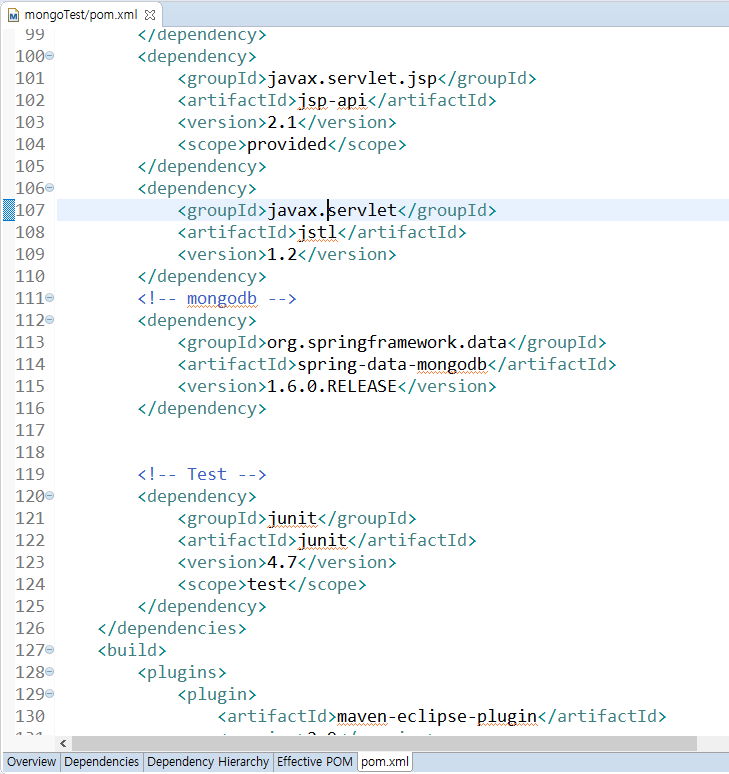 mongoTest/pom.xml
99 </dependency>
100 <dependency>
101 <groupId>javax.servlet.jsp</groupId>
102 <artifactId>jsp-api</artifactId>
103 <version>2.1</version>
104 <scope>provided</scope>
105 </dependency>
106 <dependency>
107 <groupId>javax.servlet</groupId>
108 <artifactId>jstl</artifactId>
109 <version>1.2</version>
110 </dependency>
111 <!-- mongodb -->
112 <dependency>
113 <groupId>org.springframework.data</groupId>
114 <artifactId>spring-data-mongodb</artifactId>
115 <version>1.6.0.RELEASE</version>
116 </dependency>
117
118
119 <!-- Test -->
120 <dependency>
121 <groupId>junit</groupId>
122 <artifactId>junit</artifactId>
123 <version>4.7</version>
124 <scope>test</scope>
125 </dependency>
126 </dependencies>
127 <build>
128 <plugins>
129 <plugin>
130 <artifactId>maven-eclipse-plugin</artifactId>
Overview Dependencies Dependency Hierarchy Effective POM pom.xml